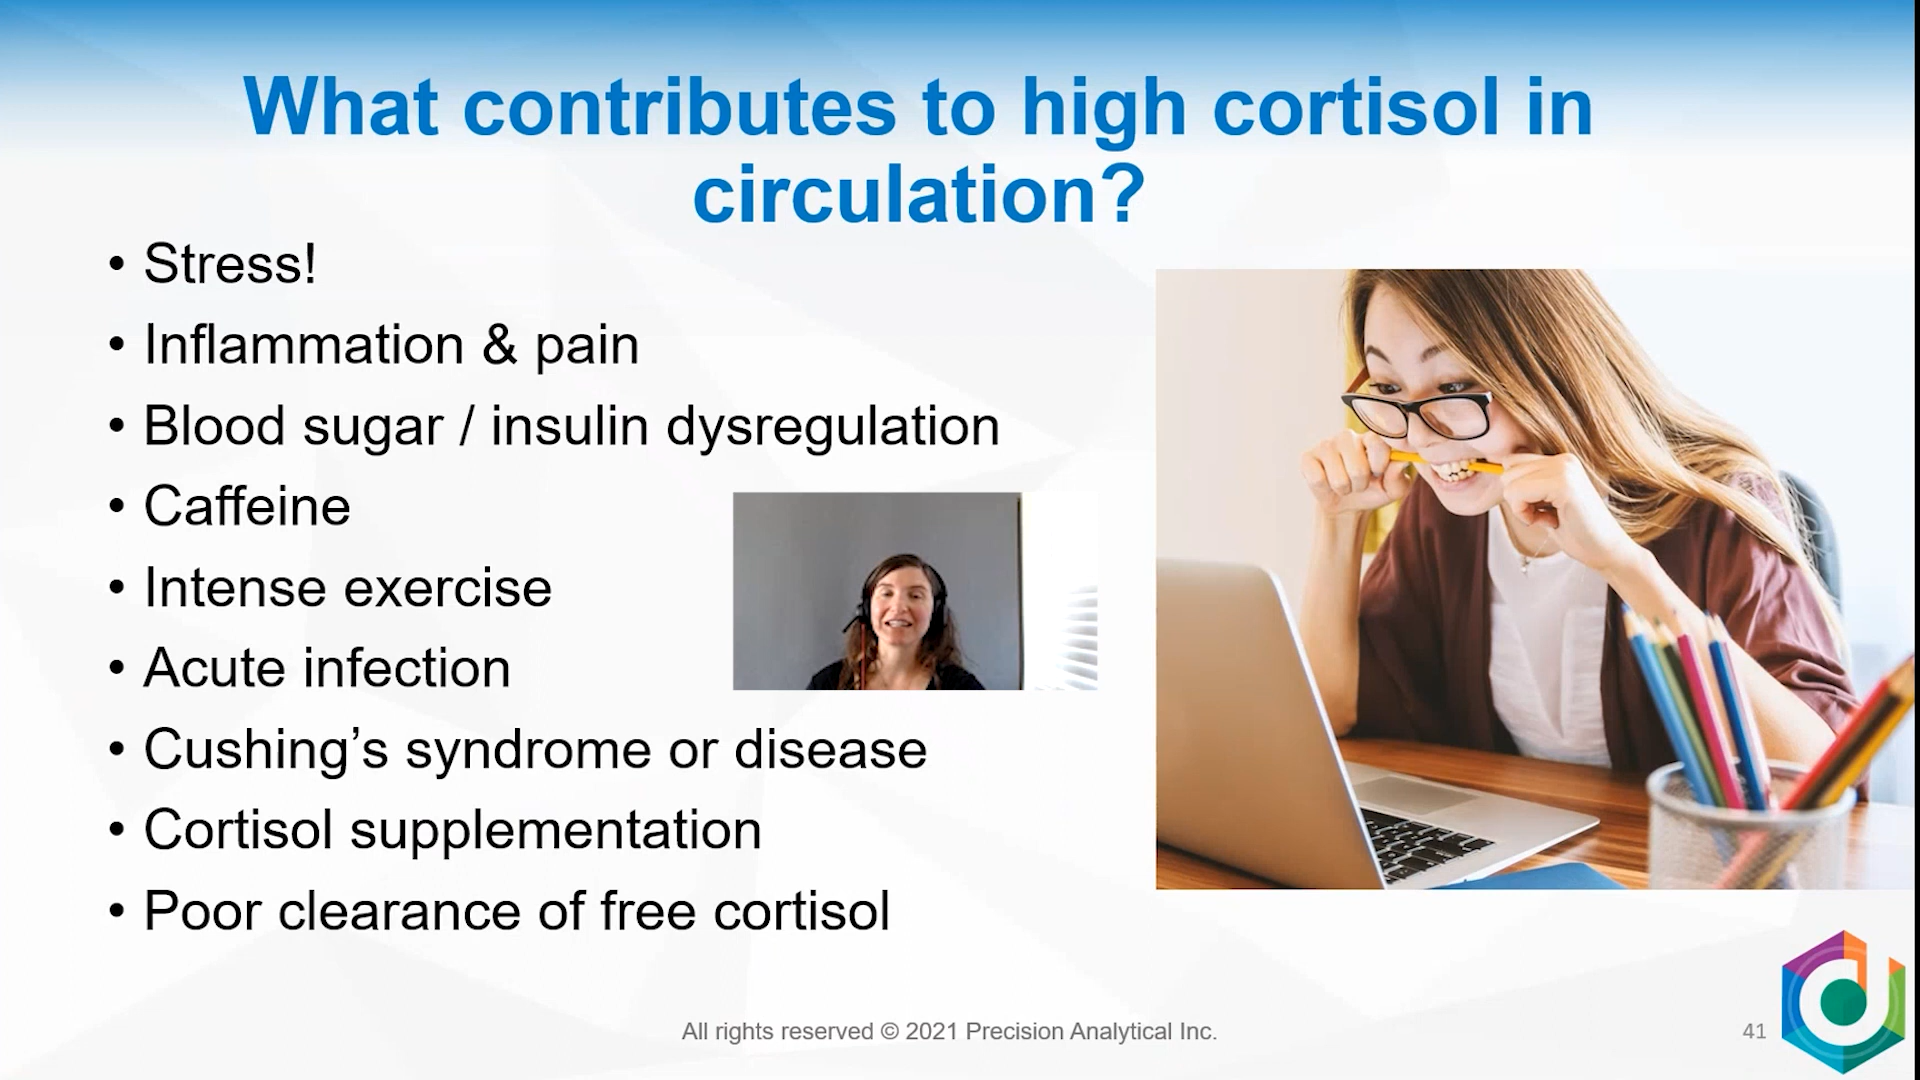 What contributes to high cortisol in
circulation?
• Stress!
• Inflammation & pain
• Blood sugar / insulin dysregulation
• Caffeine
• Intense exercise
• Acute infection
• Cushing’s syndrome or disease
• Cortisol supplementation
• Poor clearance of free cortisol
All rights reserved © 2021 Precision Analytical Inc.
41